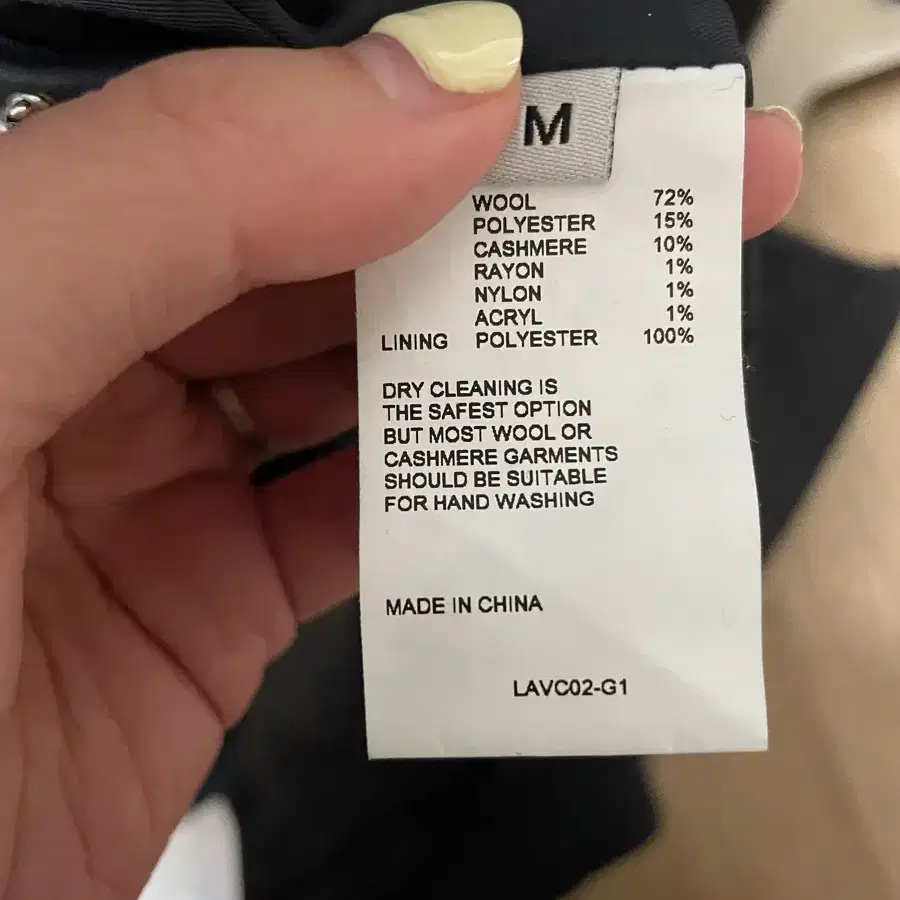 M
WOOL 72%
POLYESTER 15%
CASHMERE 10%
RAYON 1%
NYLON 1%
ACRYL 1%
LINING POLYESTER 100%
DRY CLEANING IS
THE SAFEST OPTION
BUT MOST WOOL OR
CASHMERE GARMENTS
SHOULD BE SUITABLE
FOR HAND WASHING
MADE IN CHINA
LAVC02-G1